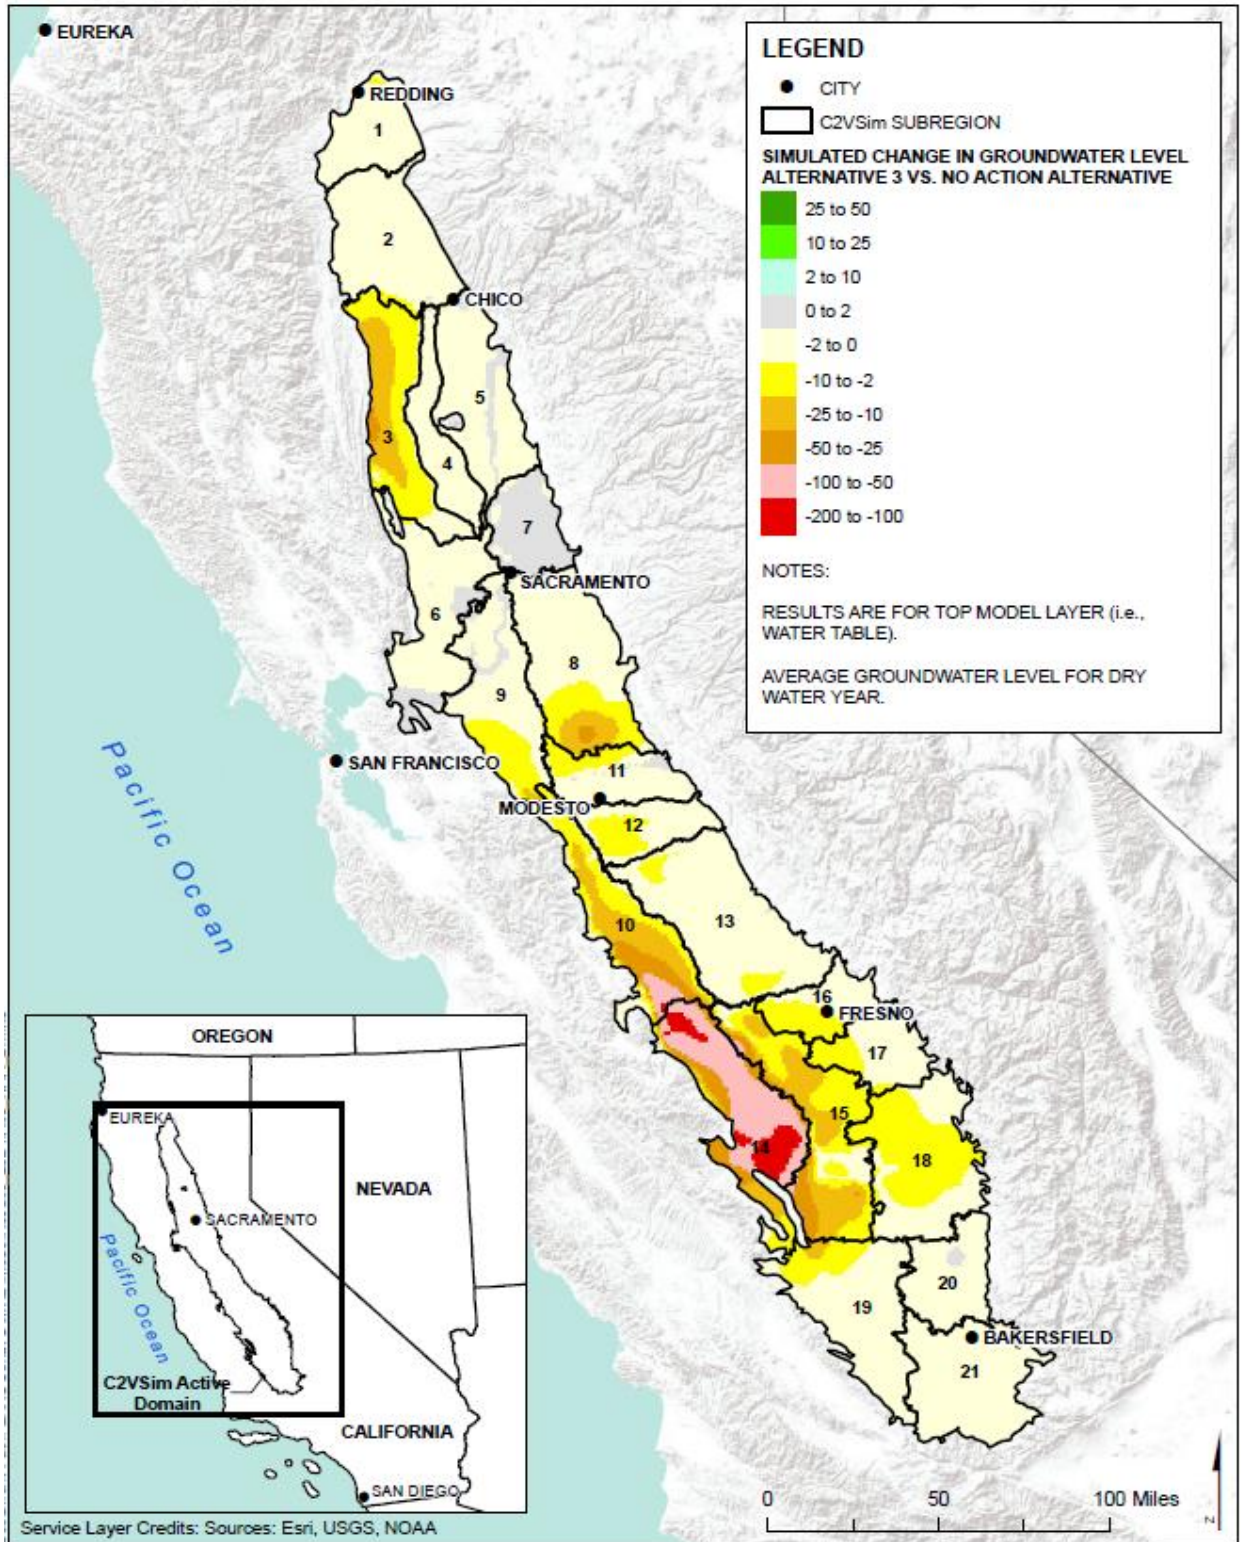 EUREKA
REDDING
1
2
CHICO
3
4
5
6
7
SACRAMENTO
8
9
SAN FRANCISCO
11
MODESTO
12
10
13
16
FRESNO
17
15
14
18
19
20
BAKERSFIELD
21
Pacific Ocean
LEGEND
CITY
C2VSim SUBREGION
SIMULATED CHANGE IN GROUNDWATER LEVEL
ALTERNATIVE 3 VS. NO ACTION ALTERNATIVE
25 to 50
10 to 25
2 to 10
0 to 2
-2 to 0
-10 to -2
-25 to -10
-50 to -25
-100 to -50
-200 to -100
NOTES:
RESULTS ARE FOR TOP MODEL LAYER (i.e.,
WATER TABLE).
AVERAGE GROUNDWATER LEVEL FOR DRY
WATER YEAR.
OREGON
EUREKA
NEVADA
SACRAMENTO
Pacific Ocean
C2VSim Active
Domain
CALIFORNIA
SAN DIEGO
0 50 100 Miles
Z
Service Layer Credits: Sources: Esri, USGS, NOAA